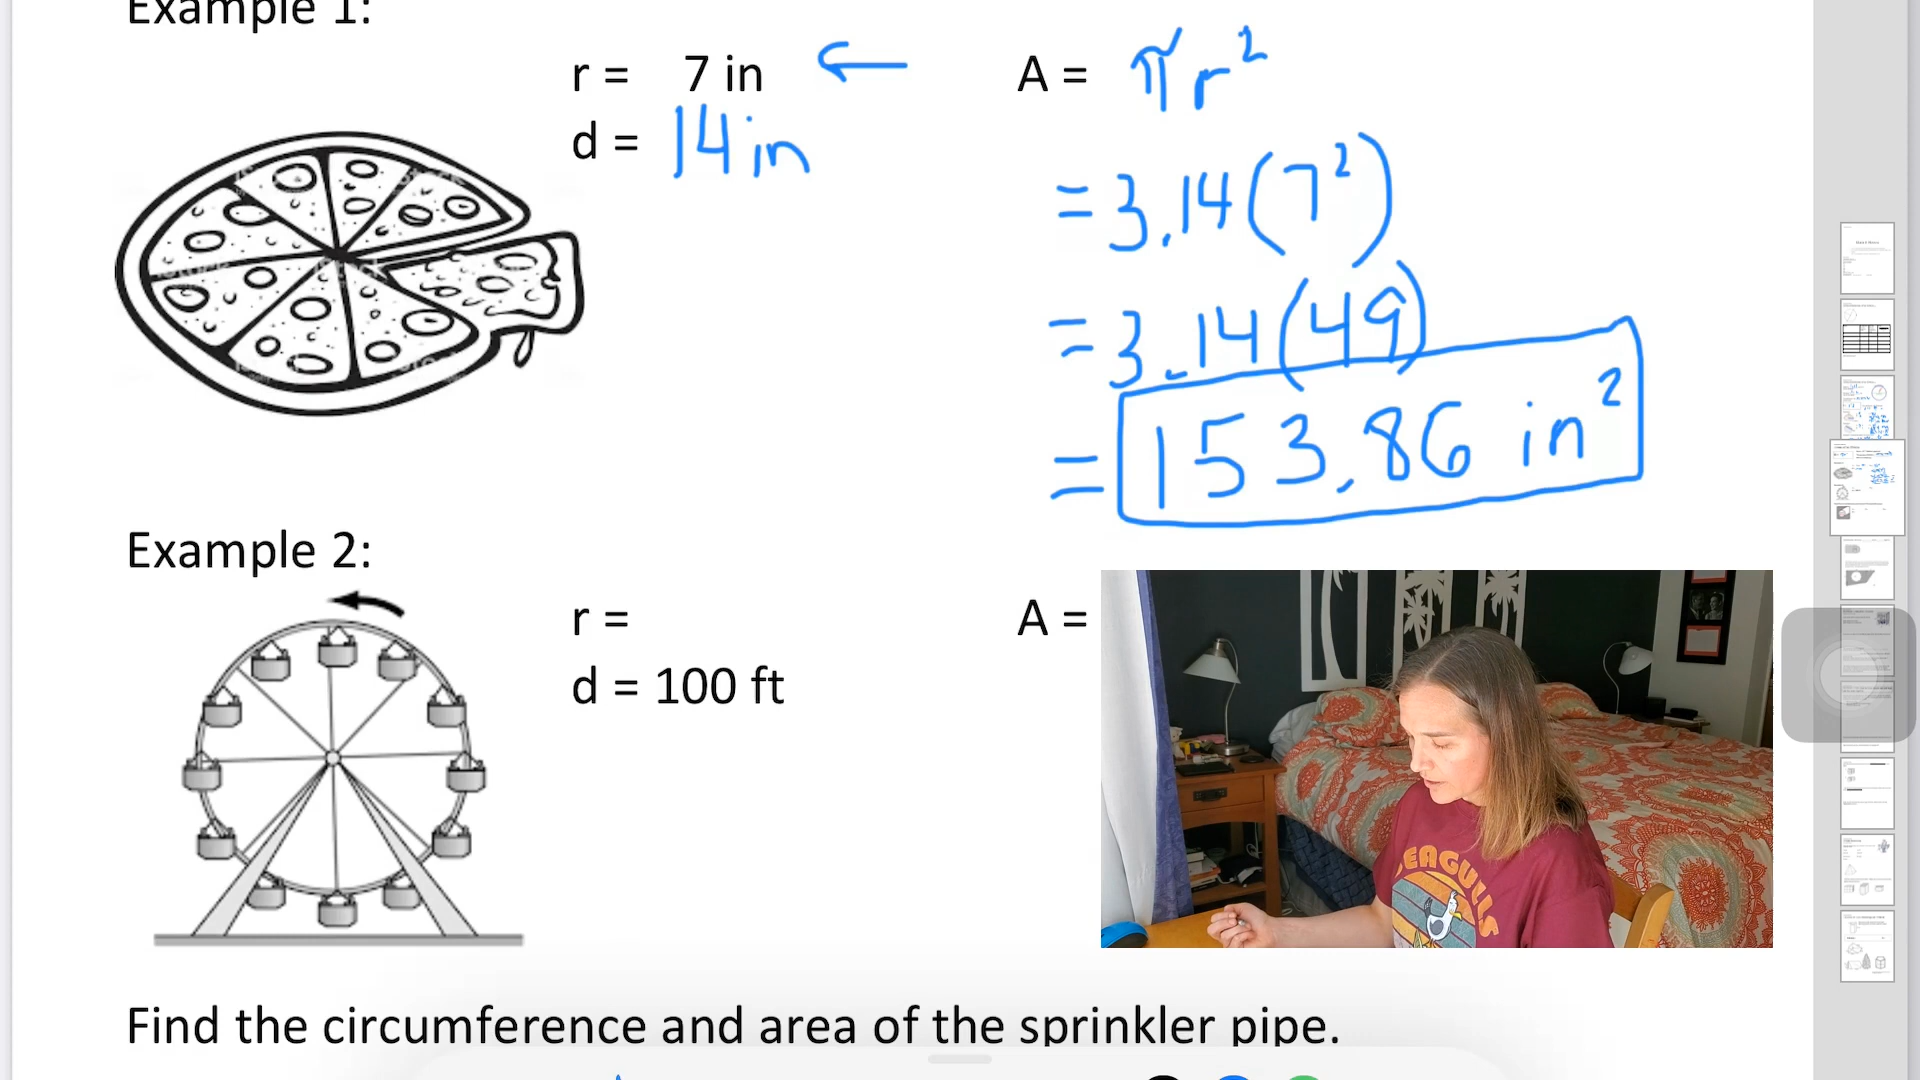 Example 1:
r = 7 in
d = 14 in
A = πr²
= 3.14(7²)
= 3.14(49)
= 153.86 in²
Example 2:
r =
d = 100 ft
A =
EAGULLS
Find the circumference and area of the sprinkler pipe.